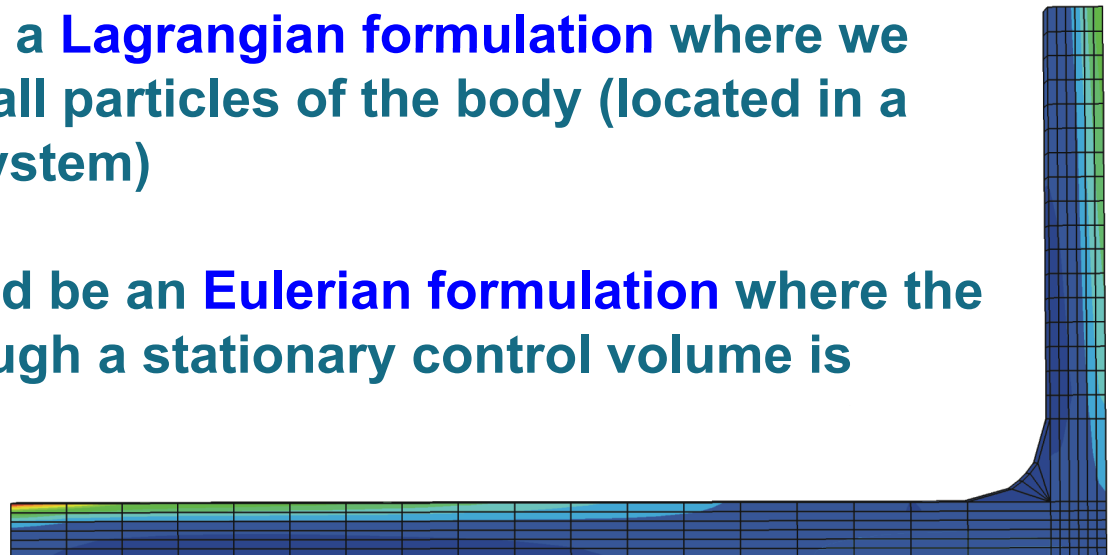 a Lagrangian formulation where we
all particles of the body (located in a
ystem)
d be an Eulerian formulation where the
ugh a stationary control volume is